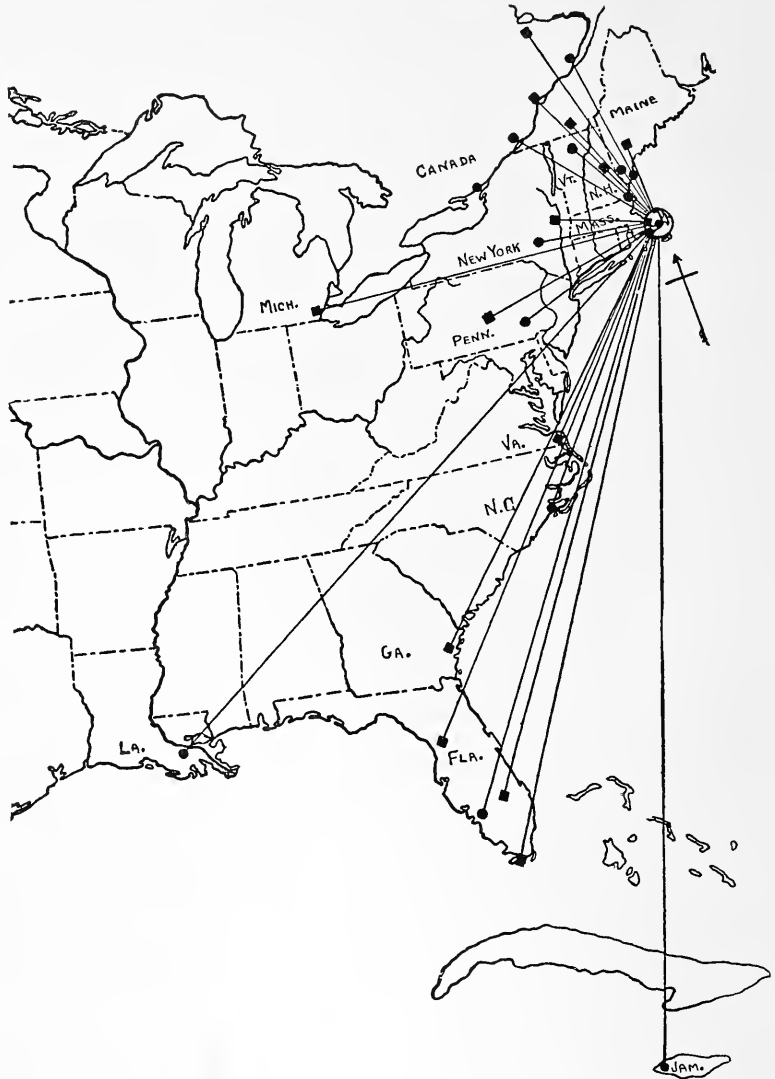 MAINE
CANADA
VT.
N.H.
MASS.
NEW YORK
MICH.
PENN.
VA.
N.C.
GA.
LA.
FLA.
JAM.